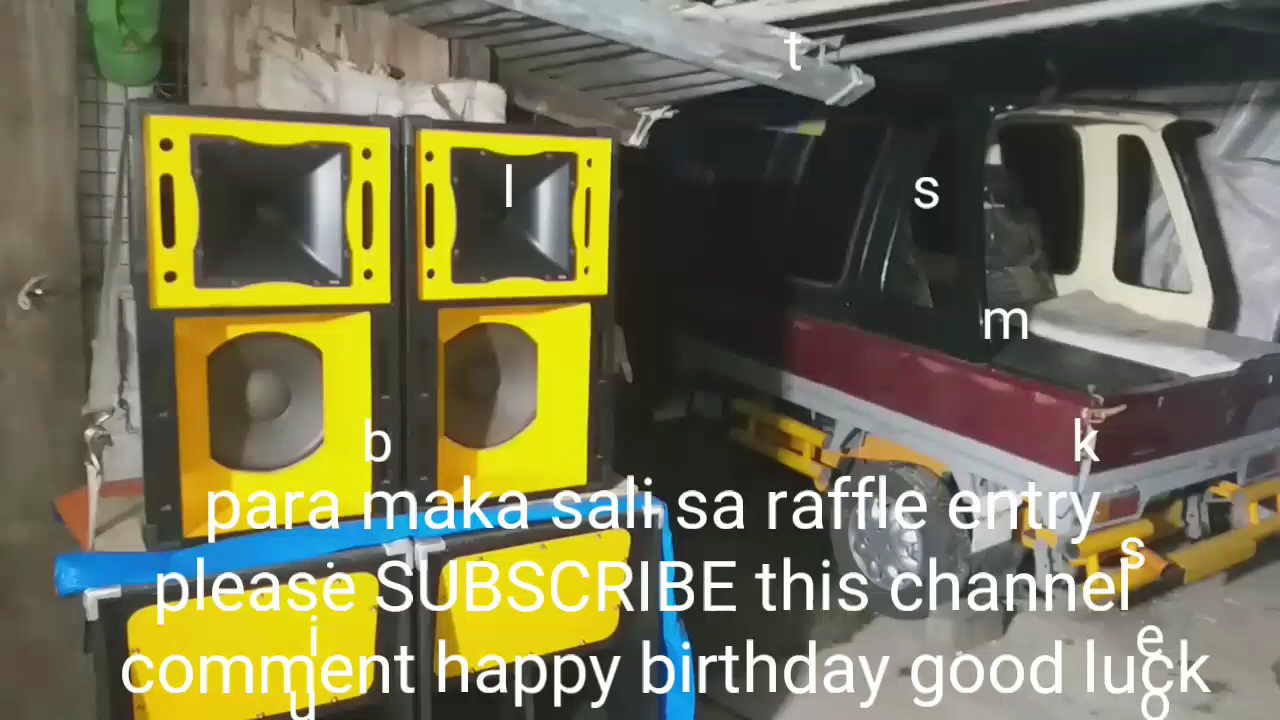 t
l
s
m
b
k
para maka sali sa raffle entry
s
please SUBSCRIBE this channel
i
e
comment happy birthday good luck
g
o